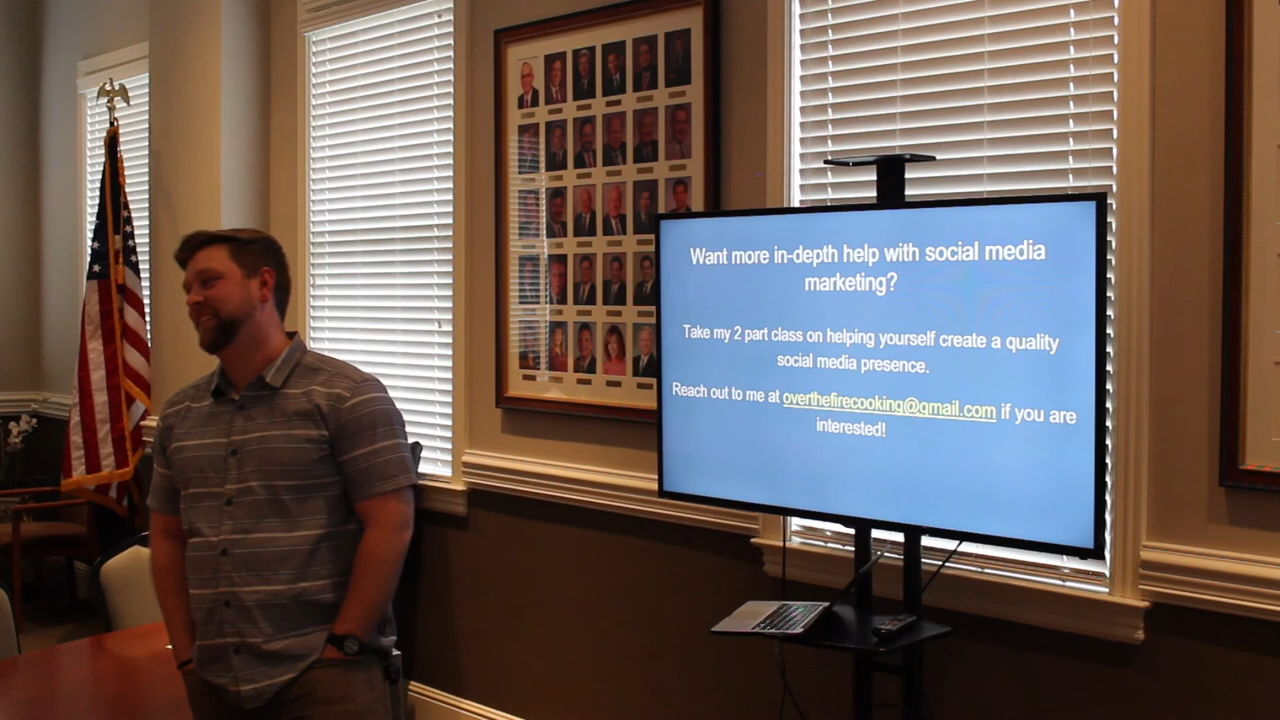 Want more in-depth help with social media
marketing?
Take my 2 part class on helping yourself create a quality
social media presence.
Reach out to me at overthefirecooking@gmail.com if you are
interested!